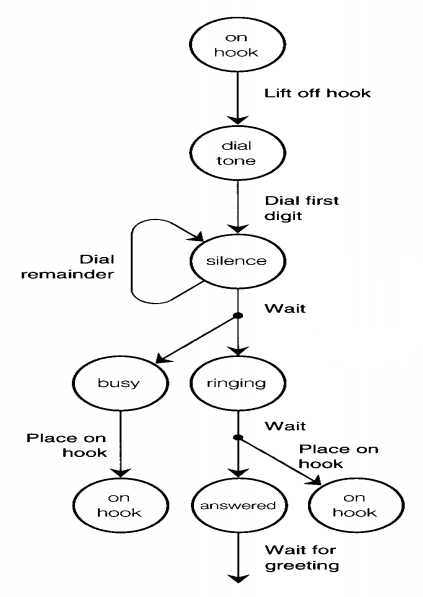 on
hook
Lift off hook
dial
tone
Dial first
digit
Dial
remainder
silence
Wait
busy
ringing
Place on
hook
Wait
Place on
hook
on
hook
answered
on
hook
Wait for
greeting